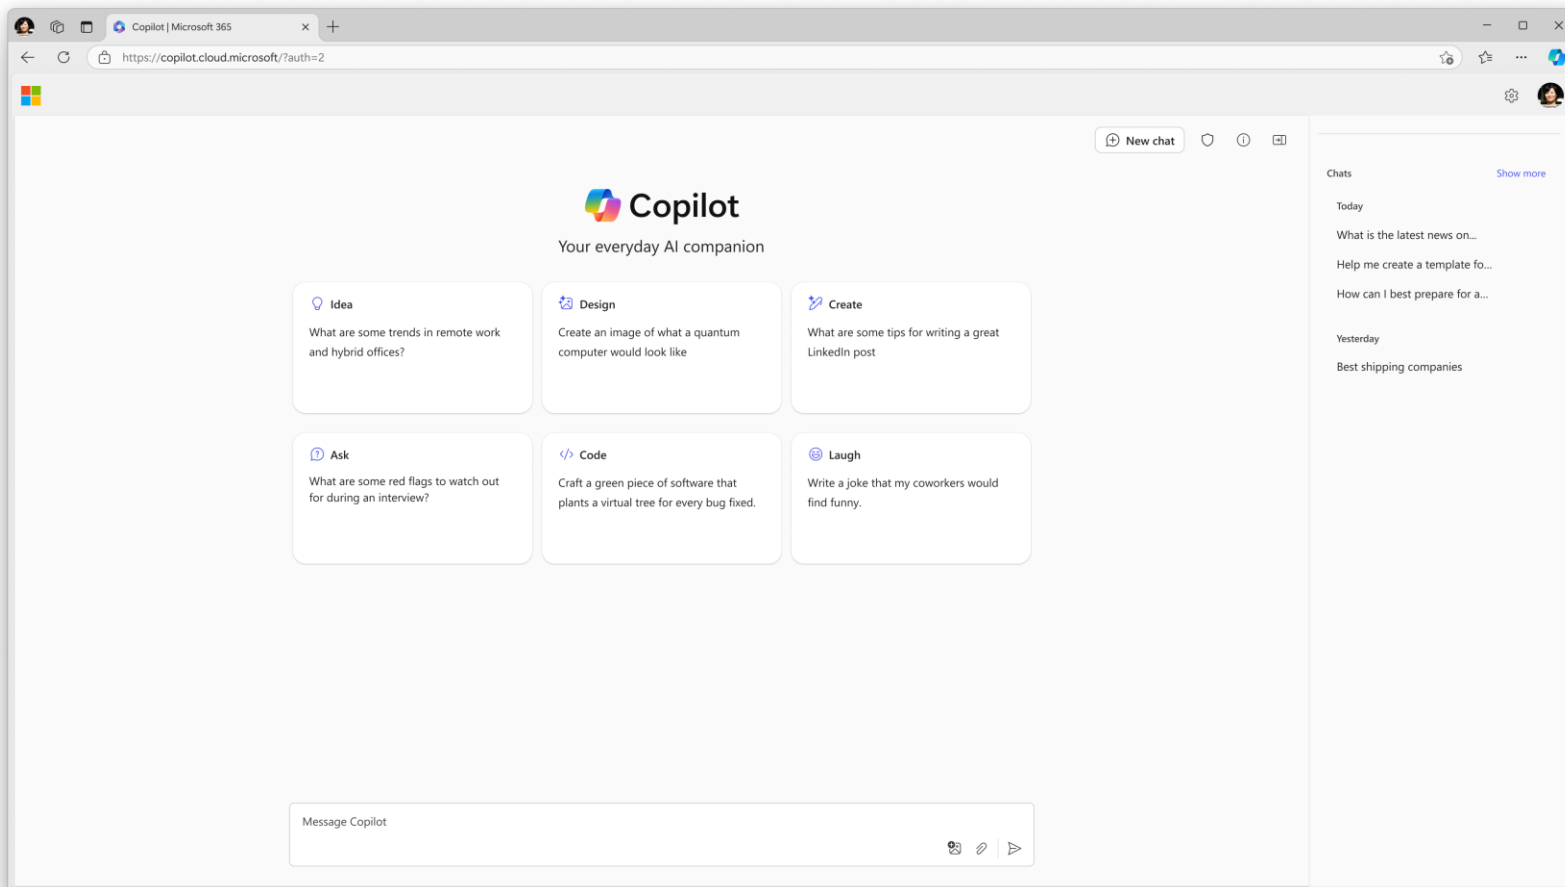 Copilot | Microsoft 365
https://copilot.cloud.microsoft/?auth=2
New chat
Copilot
Your everyday AI companion
Idea
What are some trends in remote work
and hybrid offices?
Design
Create an image of what a quantum
computer would look like
Create
What are some tips for writing a great
LinkedIn post
Ask
What are some red flags to watch out
for during an interview?
Code
Craft a green piece of software that
plants a virtual tree for every bug fixed.
Laugh
Write a joke that my coworkers would
find funny.
Message Copilot
Chats
Show more
Today
What is the latest news on...
Help me create a template fo...
How can I best prepare for a...
Yesterday
Best shipping companies